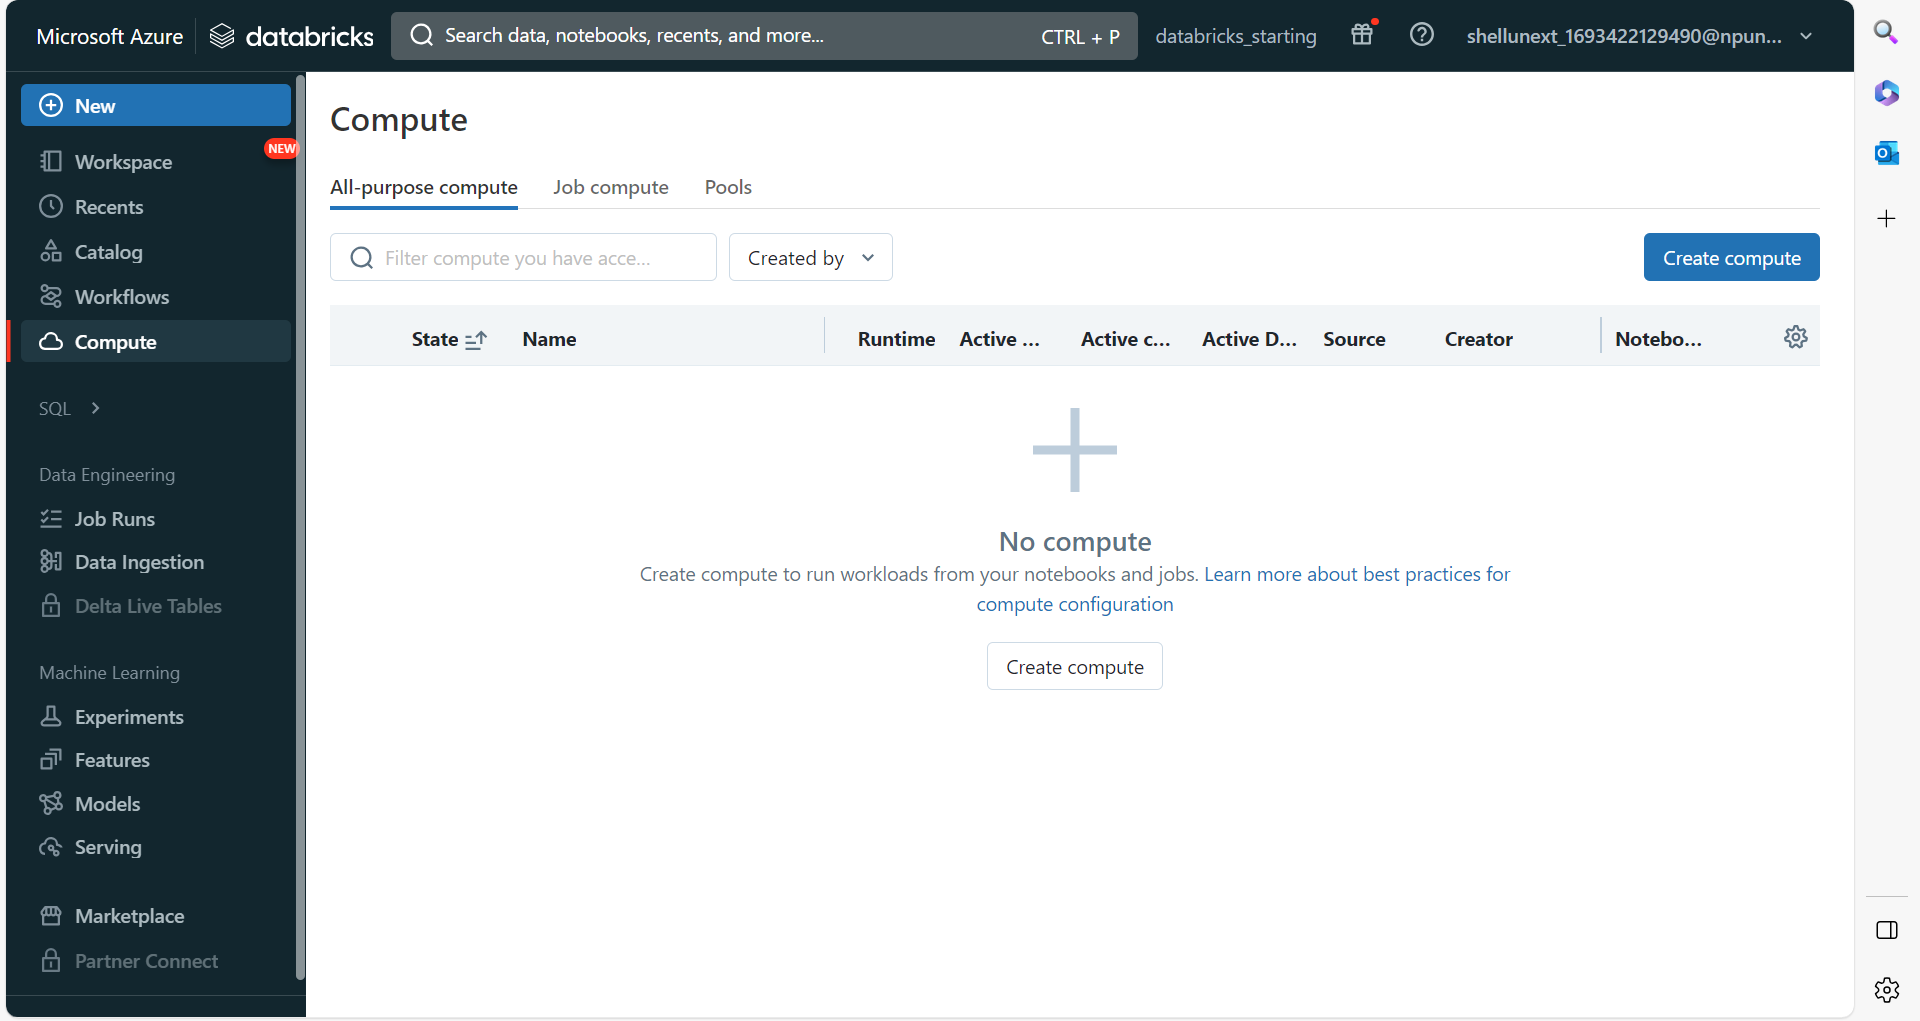 Microsoft Azure databricks Search data, notebooks, recents, and more... CTRL + P databricks_starting shellunext_1693422129490@npun...
New
Workspace NEW
Recents
Catalog
Workflows
Compute
SQL
Data Engineering
Job Runs
Data Ingestion
Delta Live Tables
Machine Learning
Experiments
Features
Models
Serving
Marketplace
Partner Connect
Compute
All-purpose compute Job compute Pools
Filter compute you have acce... Created by Create compute
State Name Runtime Active ... Active c... Active D... Source Creator Notebo...
No compute
Create compute to run workloads from your notebooks and jobs. Learn more about best practices for
compute configuration
Create compute